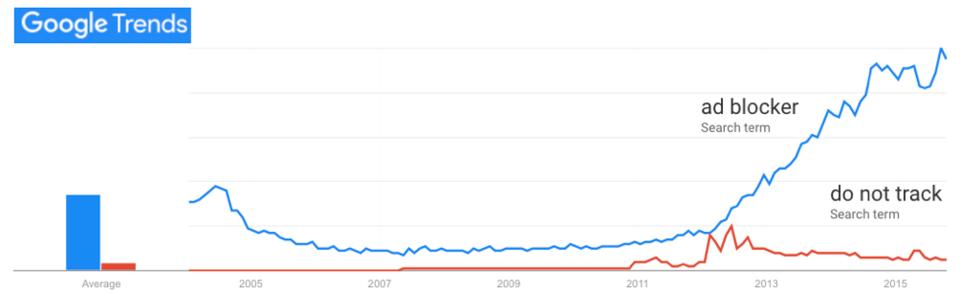 Google Trends
ad blocker
Search term
do not track
Search term
Average
2005
2007
2009
2011
2013
2015